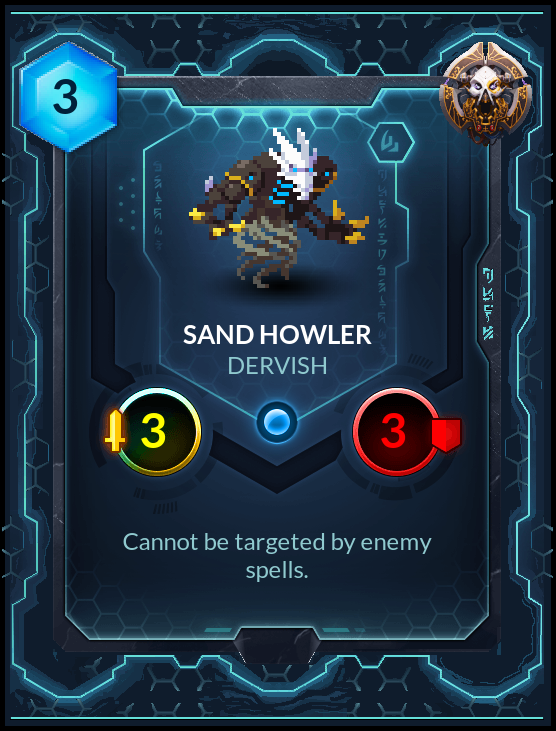 3
SAND HOWLER
DERVISH
3
3
Cannot be targeted by enemy
spells.